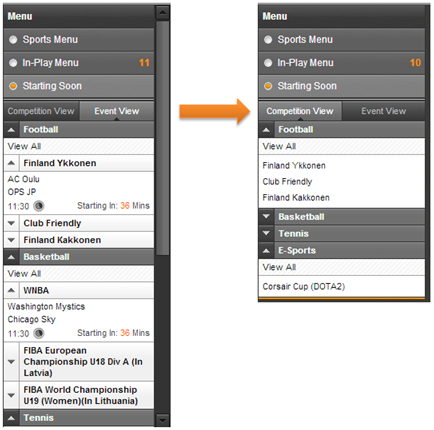 Menu
Sports Menu
In-Play Menu 11
Starting Soon
Competition View Event View
Football
View All
Finland Ykkonen
AC Oulu
OPS JP
11:30 Starting In: 36 Mins
Club Friendly
Finland Kakkonen
Basketball
View All
WNBA
Washington Mystics
Chicago Sky
11:30 Starting In: 36 Mins
FIBA European
Championship U18 Div A (In
Latvia)
FIBA World Championship
U19 (Women)(In Lithuania)
Tennis
Menu
Sports Menu
In-Play Menu 10
Starting Soon
Competition View Event View
Football
View All
Finland Ykkonen
Club Friendly
Finland Kakkonen
Basketball
Tennis
E-Sports
View All
Corsair Cup (DOTA2)